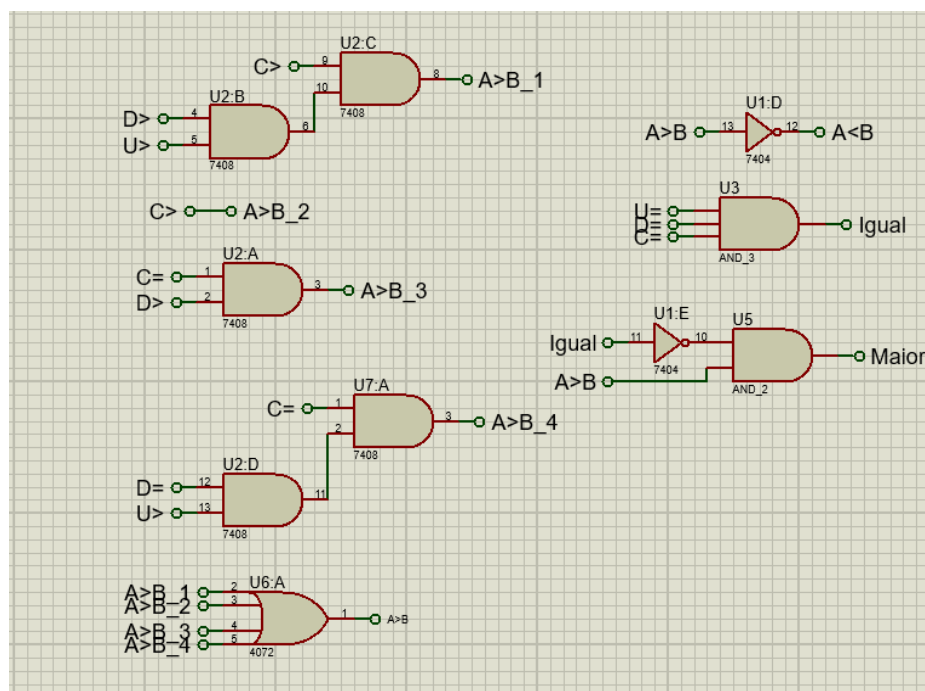 U2:C
C>
9
8
A>B_1
10
7408
U2:B
D>
4
6
U>
5
7408
C>
A>B_2
U2:A
C=
1
3
A>B_3
D>
2
7408
U7:A
C=
1
3
A>B_4
2
7408
U2:D
D=
12
11
U>
13
7408
U6:A
A>B_1
2
A>B_2
3
1
A>B
A>B_3
4
A>B_4
5
4072
U1:D
A>B
13
12
A<B
7404
U3
U=
D=
C=
Igual
AND_3
U1:E
U5
Igual
11
10
7404
Maior
A>B
AND_2